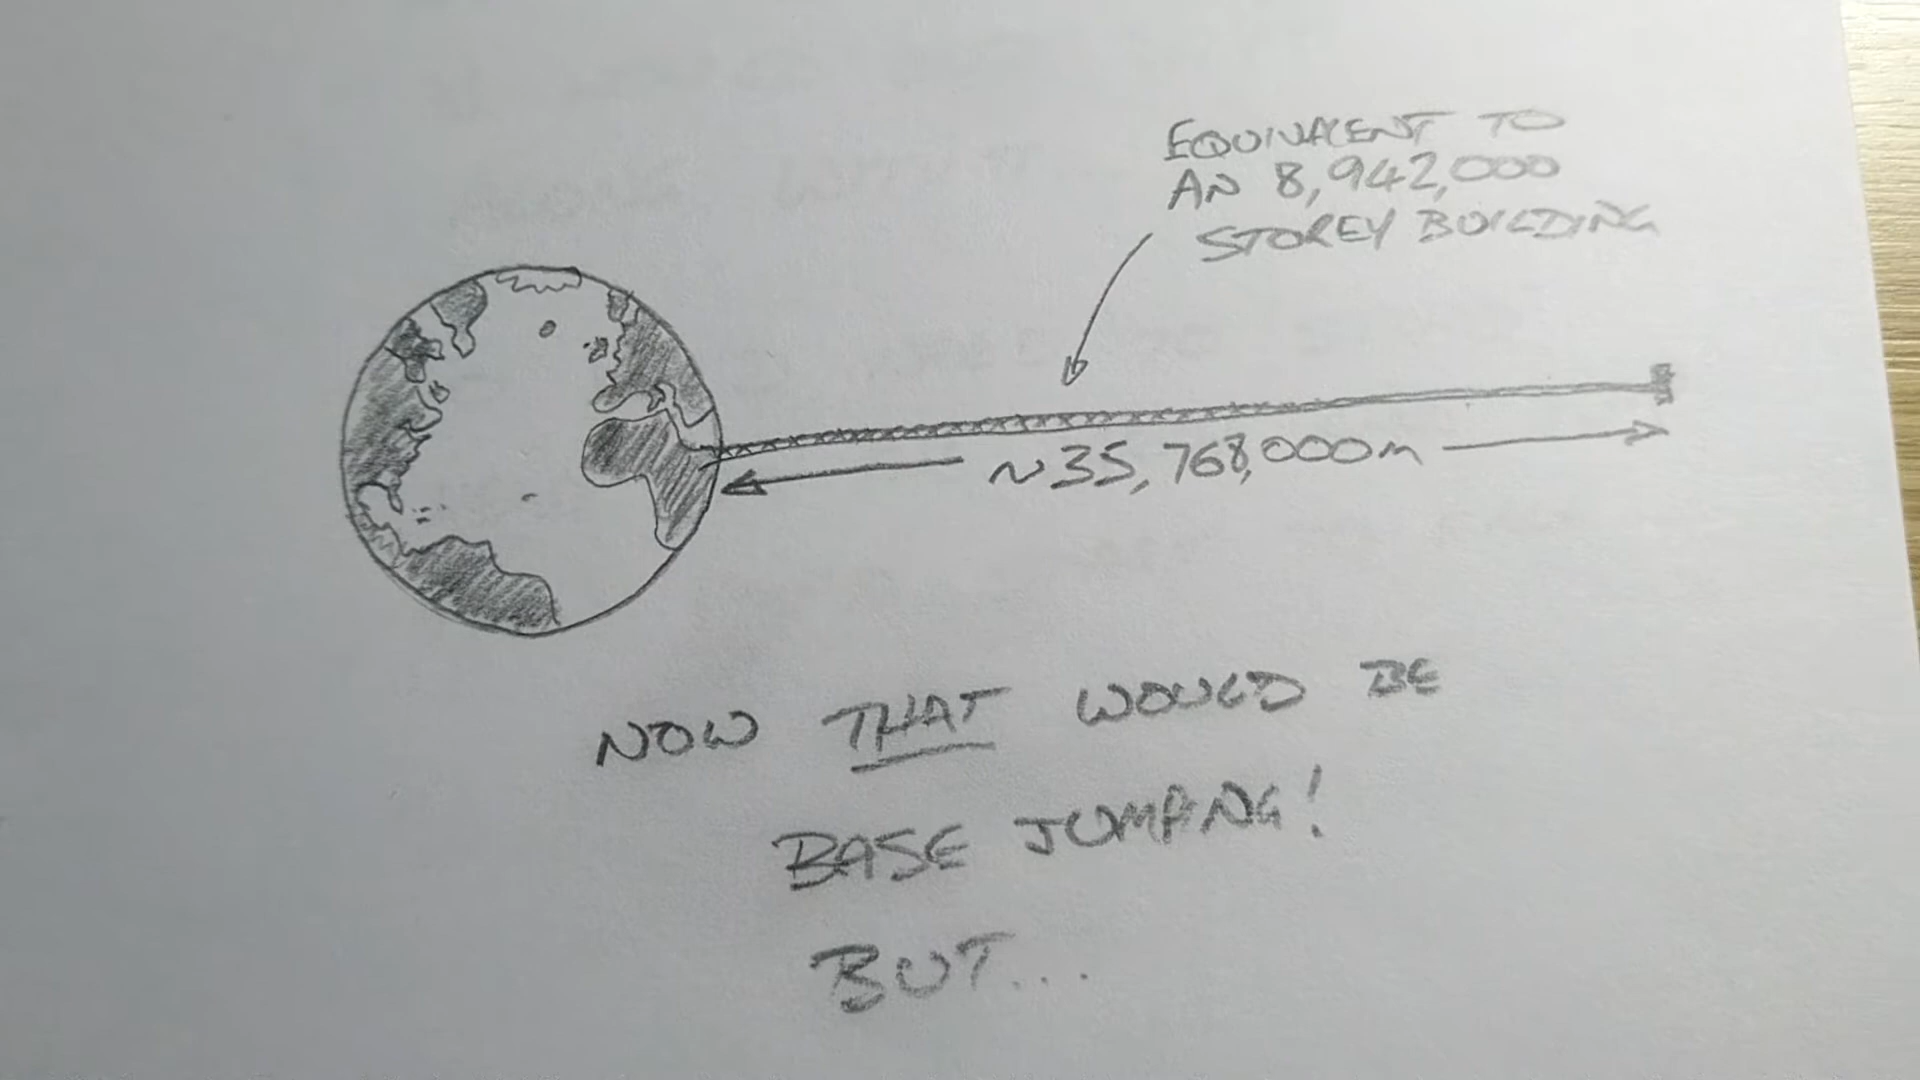 EQUIVALENT TO
AN 8,942,000
STOREY BUILDING
~35,768,000m
NOW THAT WOULD BE
BASE JUMPING!
BUT...